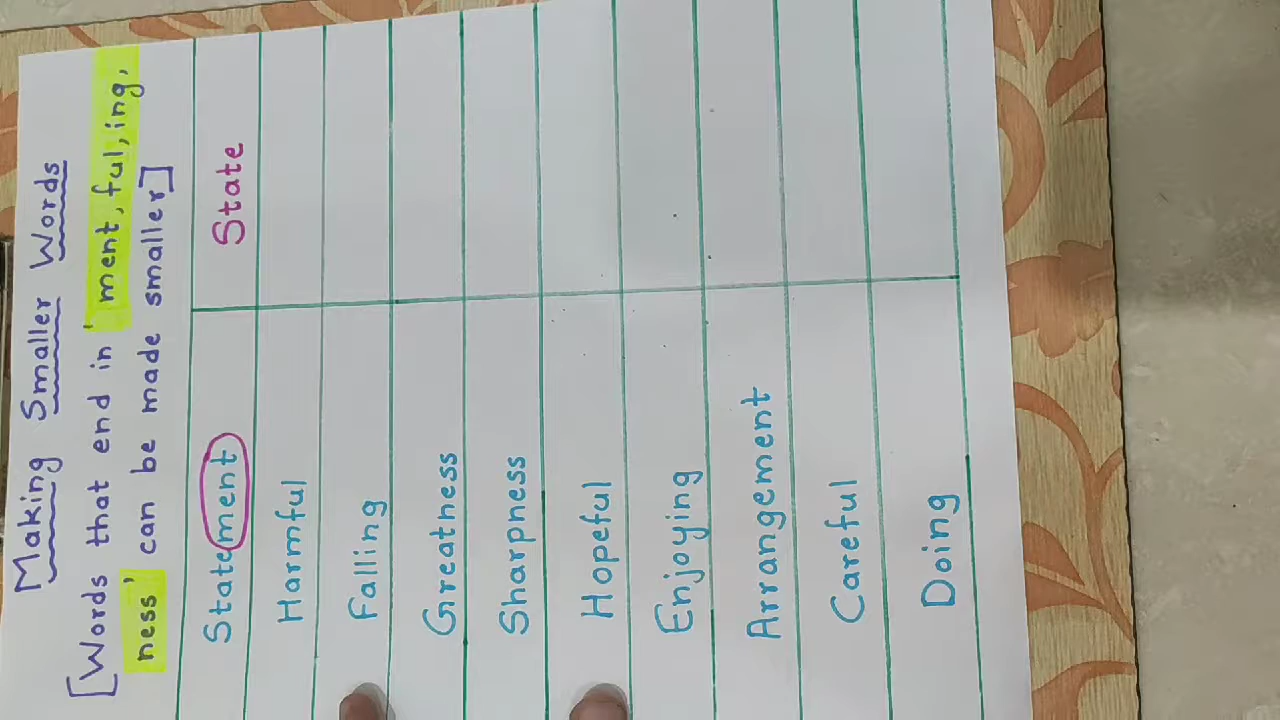 Making Smaller Words
[Words that end in 'ment, ful, ing,
ness' can be made smaller]
Statement State
Harmful
Falling
Greatness
Sharpness
Hopeful
Enjoying
Arrangement
Careful
Doing